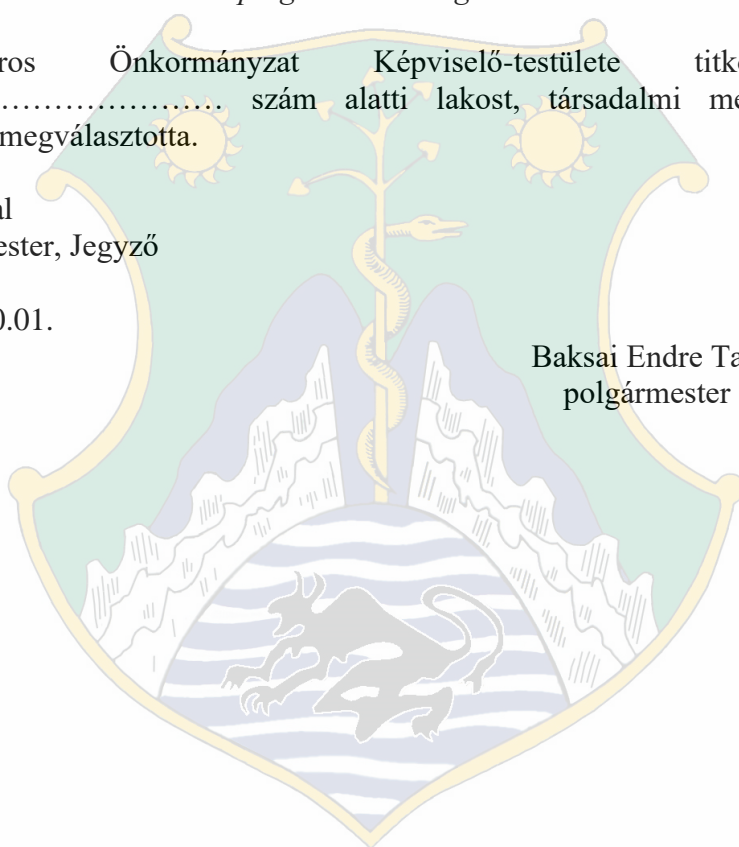 ros Önkormányzat Képviselő-testülete titk
………………… szám alatti lakost, társadalmi me
megválasztotta.
al
ester, Jegyző
0.01.
Baksai Endre Ta
polgármester